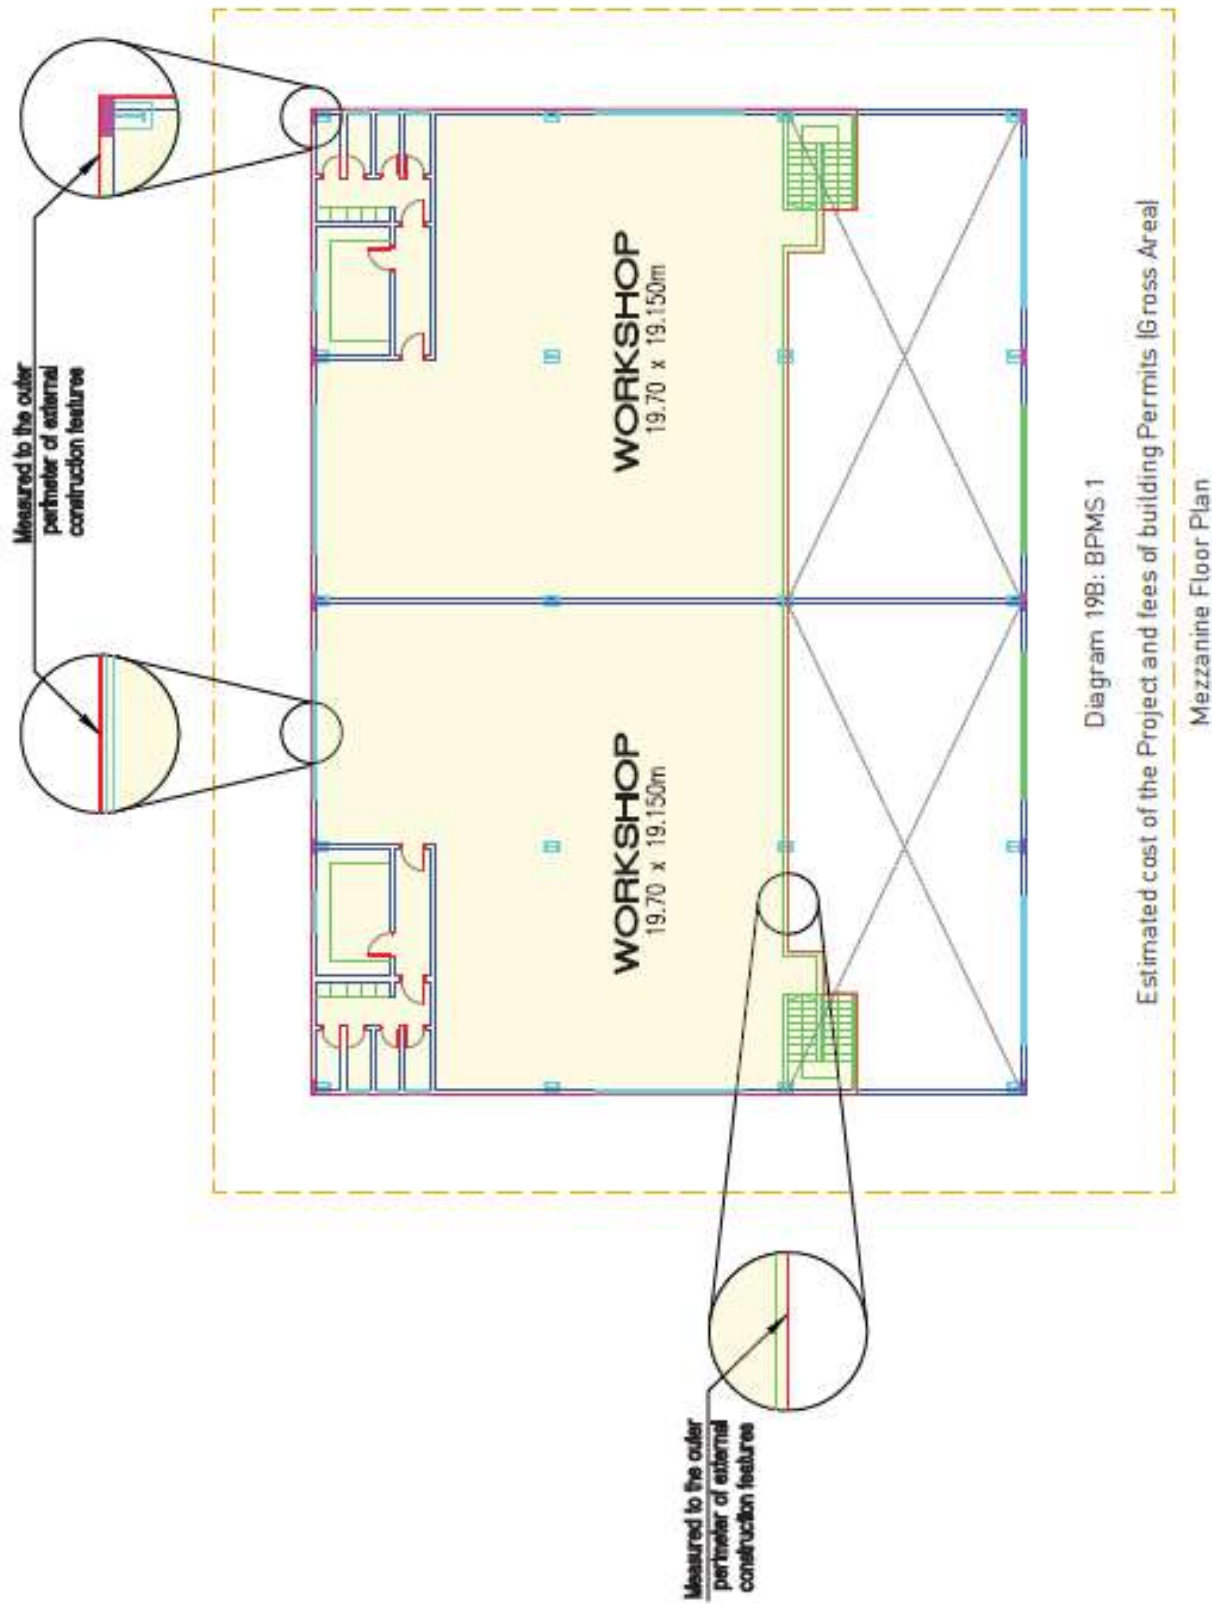 Measured to the outer
perimeter of external
construction features
WORKSHOP
19.70 x 19.150m
WORKSHOP
19.70 x 19.150m
Measured to the outer
perimeter of external
construction features
Diagram 19B: BPMS 1
Estimated cost of the Project and fees of building Permits (Gross Area)
Mezzanine Floor Plan